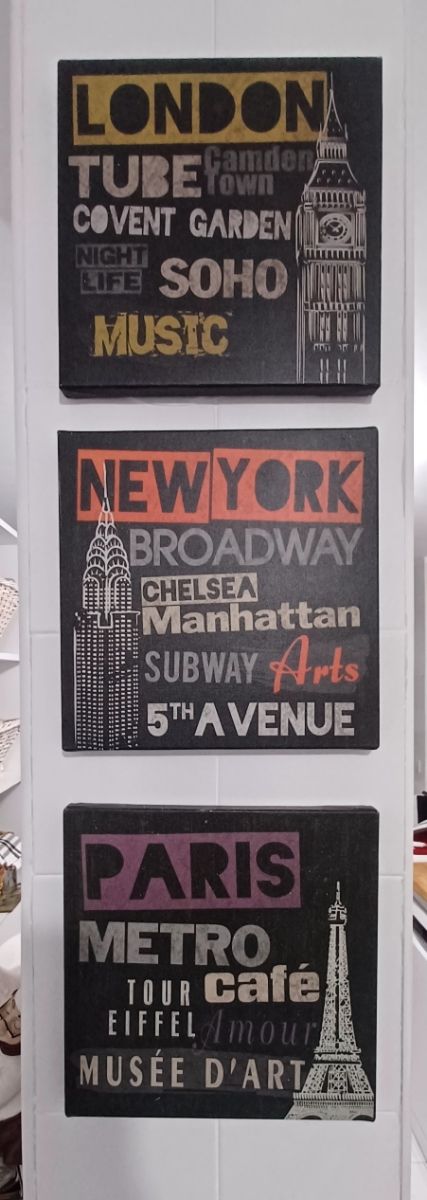 LONDON
TUBE Camden Town
COVENT GARDEN
NIGHT LIFE SOHO
MUSIC
NEW YORK
BROADWAY
CHELSEA
Manhattan
SUBWAY Arts
5TH AVENUE
PARIS
METRO
TOUR EIFFEL café
Amour
MUSÉE D'ART